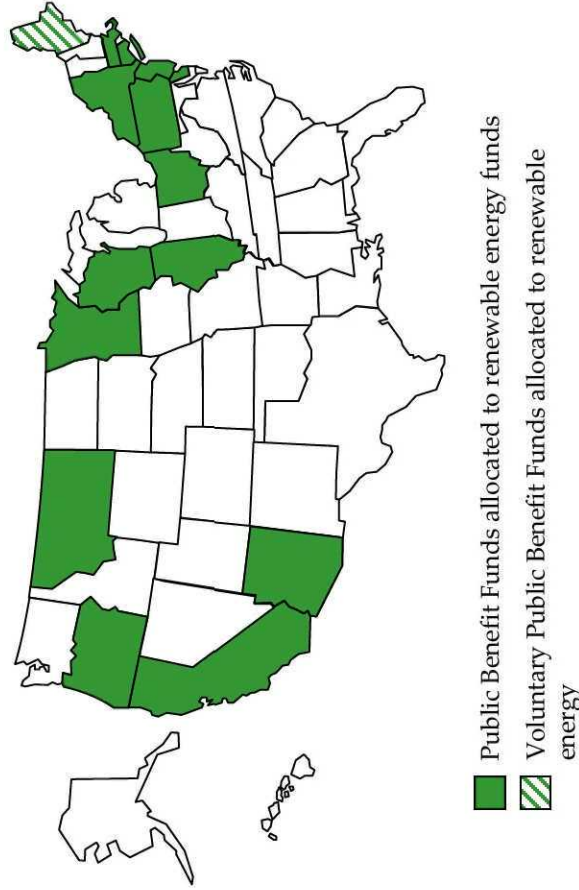 Public Benefit Funds allocated to renewable energy funds
Voluntary Public Benefit Funds allocated to renewable
energy